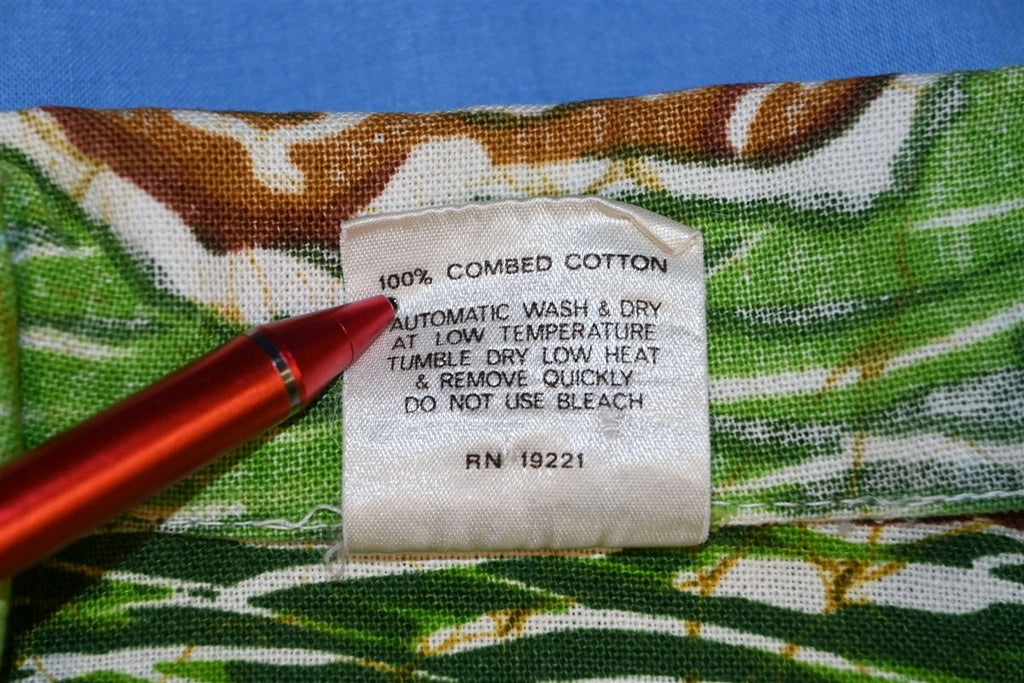 100% COMBED COTTON
AUTOMATIC WASH & DRY
AT LOW TEMPERATURE
TUMBLE DRY LOW HEAT
& REMOVE QUICKLY
DO NOT USE BLEACH
RN 19221